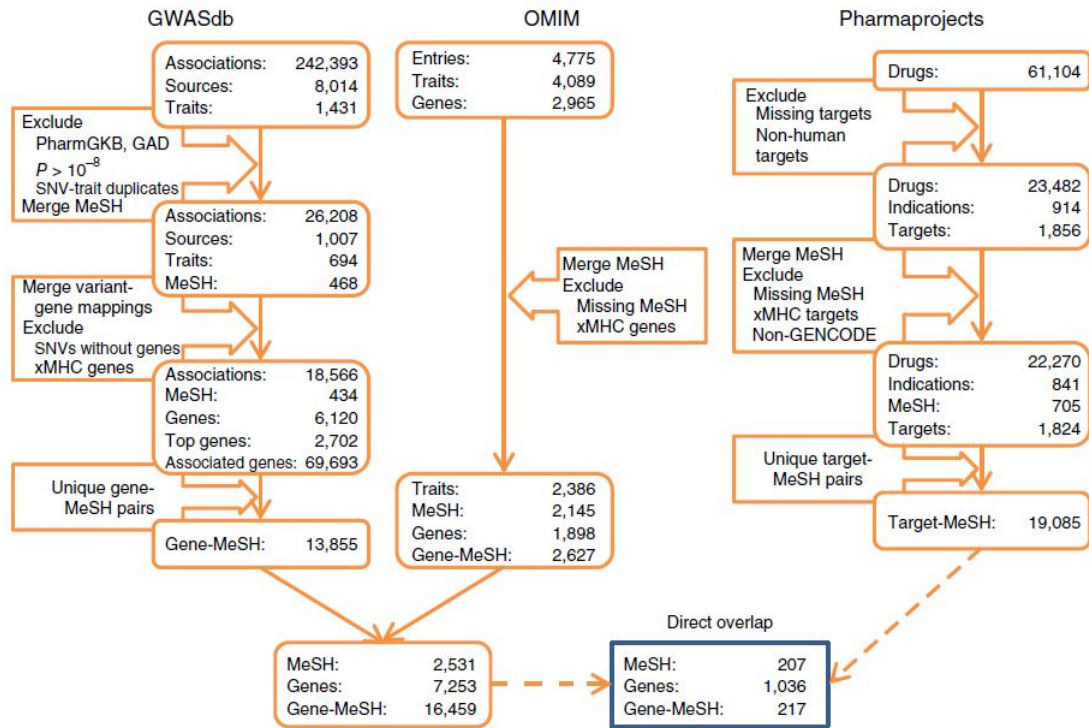 GWASdb
Associations: 242,393
Sources: 8,014
Traits: 1,431
Exclude
PharmGKB, GAD
P > 10⁻⁸
SNV-trait duplicates
Merge MeSH
Associations: 26,208
Sources: 1,007
Traits: 694
MeSH: 468
Merge variant-
gene mappings
Exclude
SNVs without genes
xMHC genes
Associations: 18,566
MeSH: 434
Genes: 6,120
Top genes: 2,702
Associated genes: 69,693
Unique gene-
MeSH pairs
Gene-MeSH: 13,855
OMIM
Entries: 4,775
Traits: 4,089
Genes: 2,965
Merge MeSH
Exclude
Missing MeSH
xMHC genes
Traits: 2,386
MeSH: 2,145
Genes: 1,898
Gene-MeSH: 2,627
Pharmaprojects
Drugs: 61,104
Exclude
Missing targets
Non-human
targets
Drugs: 23,482
Indications: 914
Targets: 1,856
Merge MeSH
Exclude
Missing MeSH
xMHC targets
Non-GENCODE
Drugs: 22,270
Indications: 841
MeSH: 705
Targets: 1,824
Unique target-
MeSH pairs
Target-MeSH: 19,085
MeSH: 2,531
Genes: 7,253
Gene-MeSH: 16,459
Direct overlap
MeSH: 207
Genes: 1,036
Gene-MeSH: 217